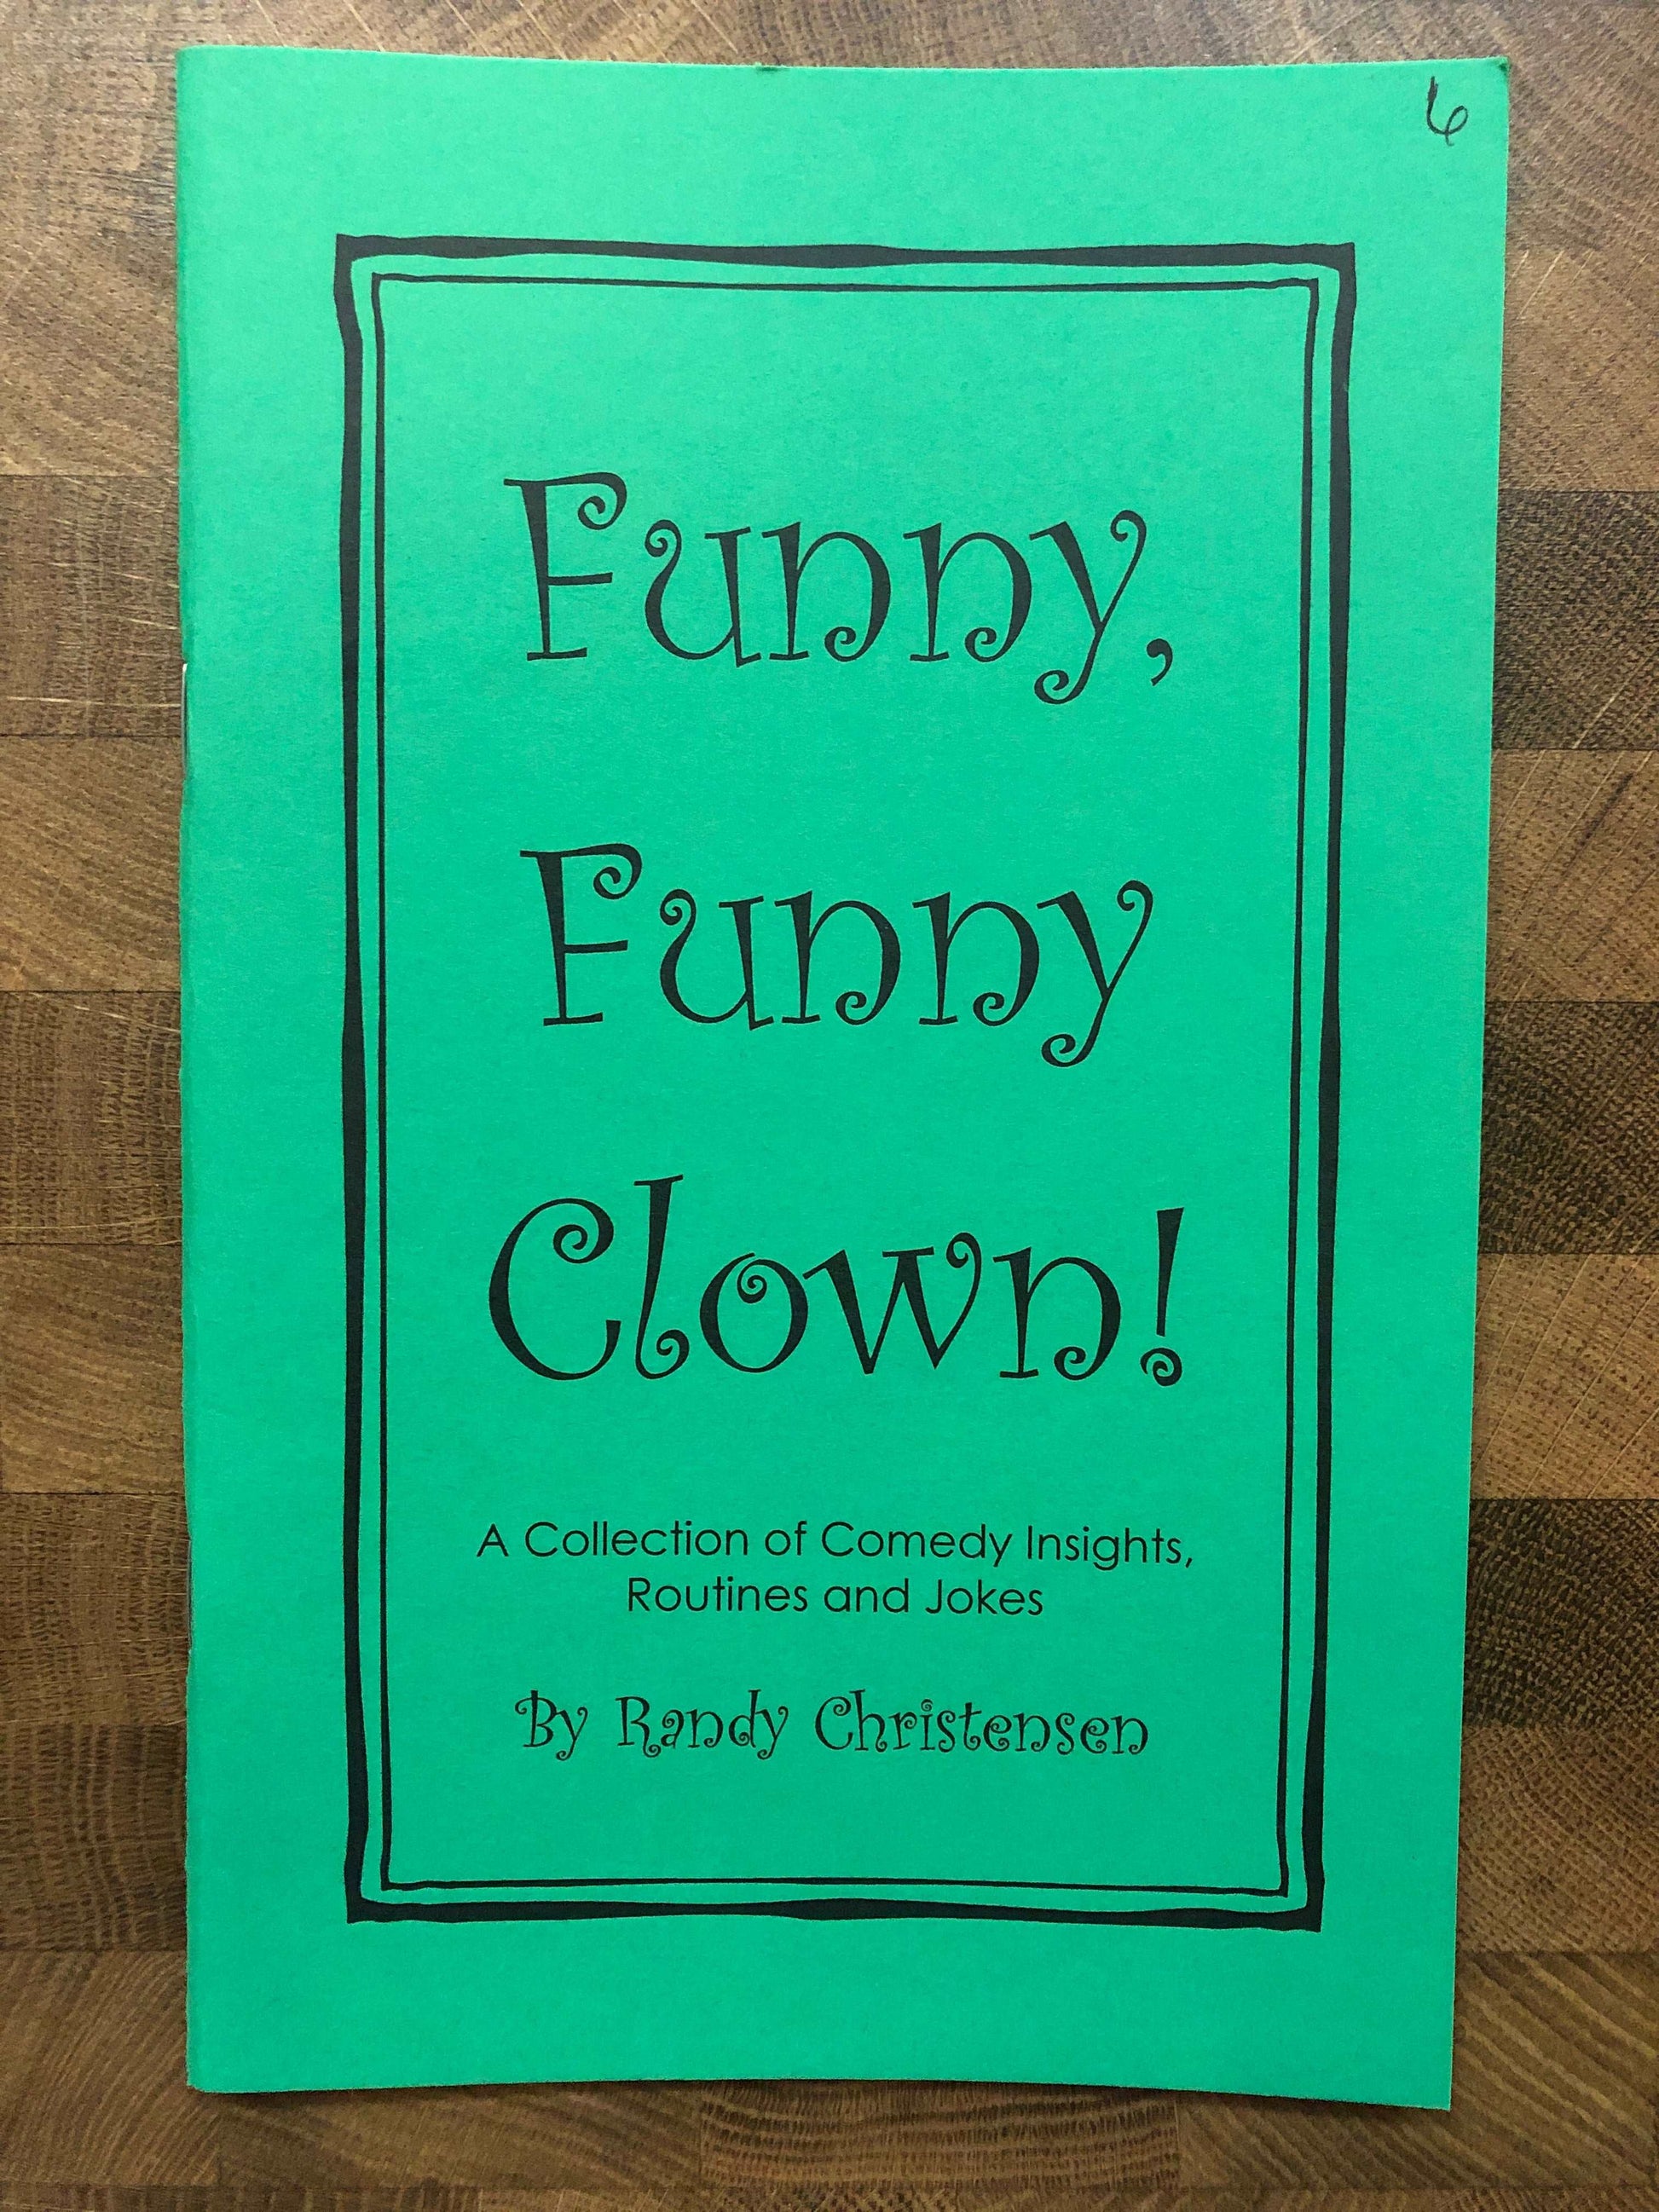 6
Funny,
Funny
Clown!
A Collection of Comedy Insights,
Routines and Jokes
By Randy Christensen